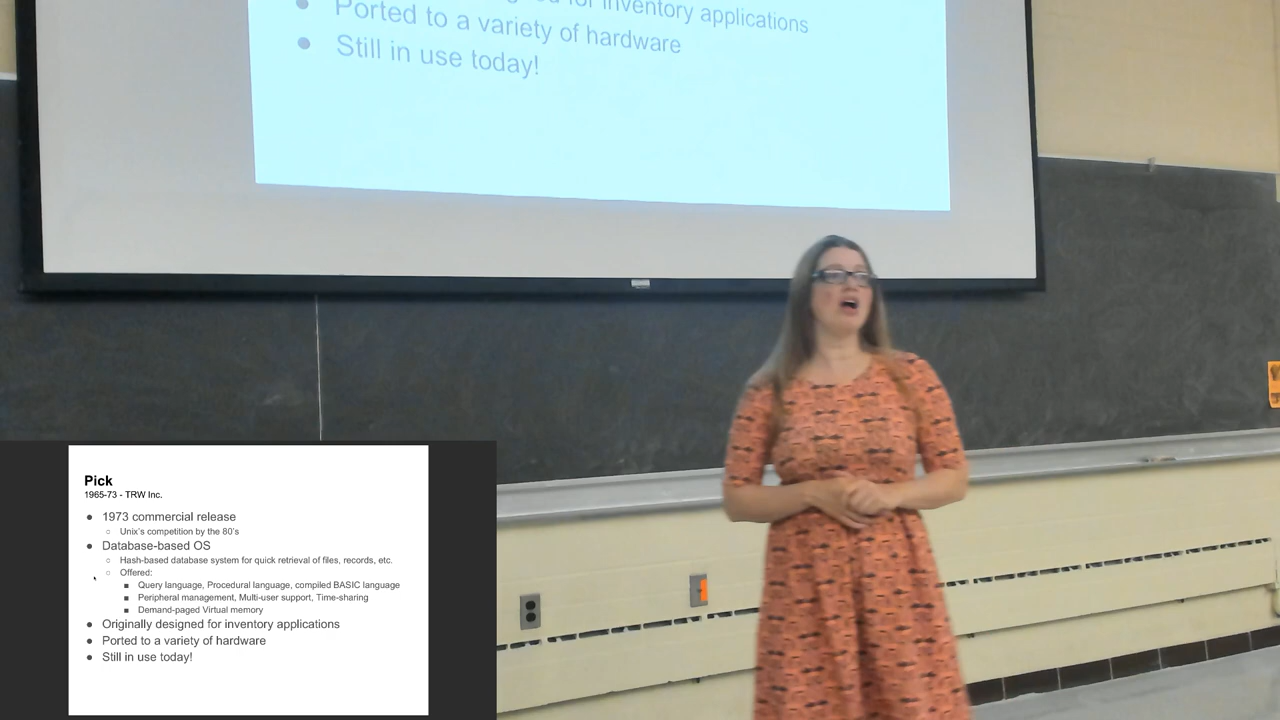 for inventory applications
Ported to a variety of hardware
Still in use today!
Pick
1965-73 - TRW Inc.
● 1973 commercial release
○ Unix's competition by the 80's
● Database-based OS
○ Hash-based database system for quick retrieval of files, records, etc.
○ Offered:
■ Query language, Procedural language, compiled BASIC language
■ Peripheral management, Multi-user support, Time-sharing
■ Demand-paged Virtual memory
● Originally designed for inventory applications
● Ported to a variety of hardware
● Still in use today!